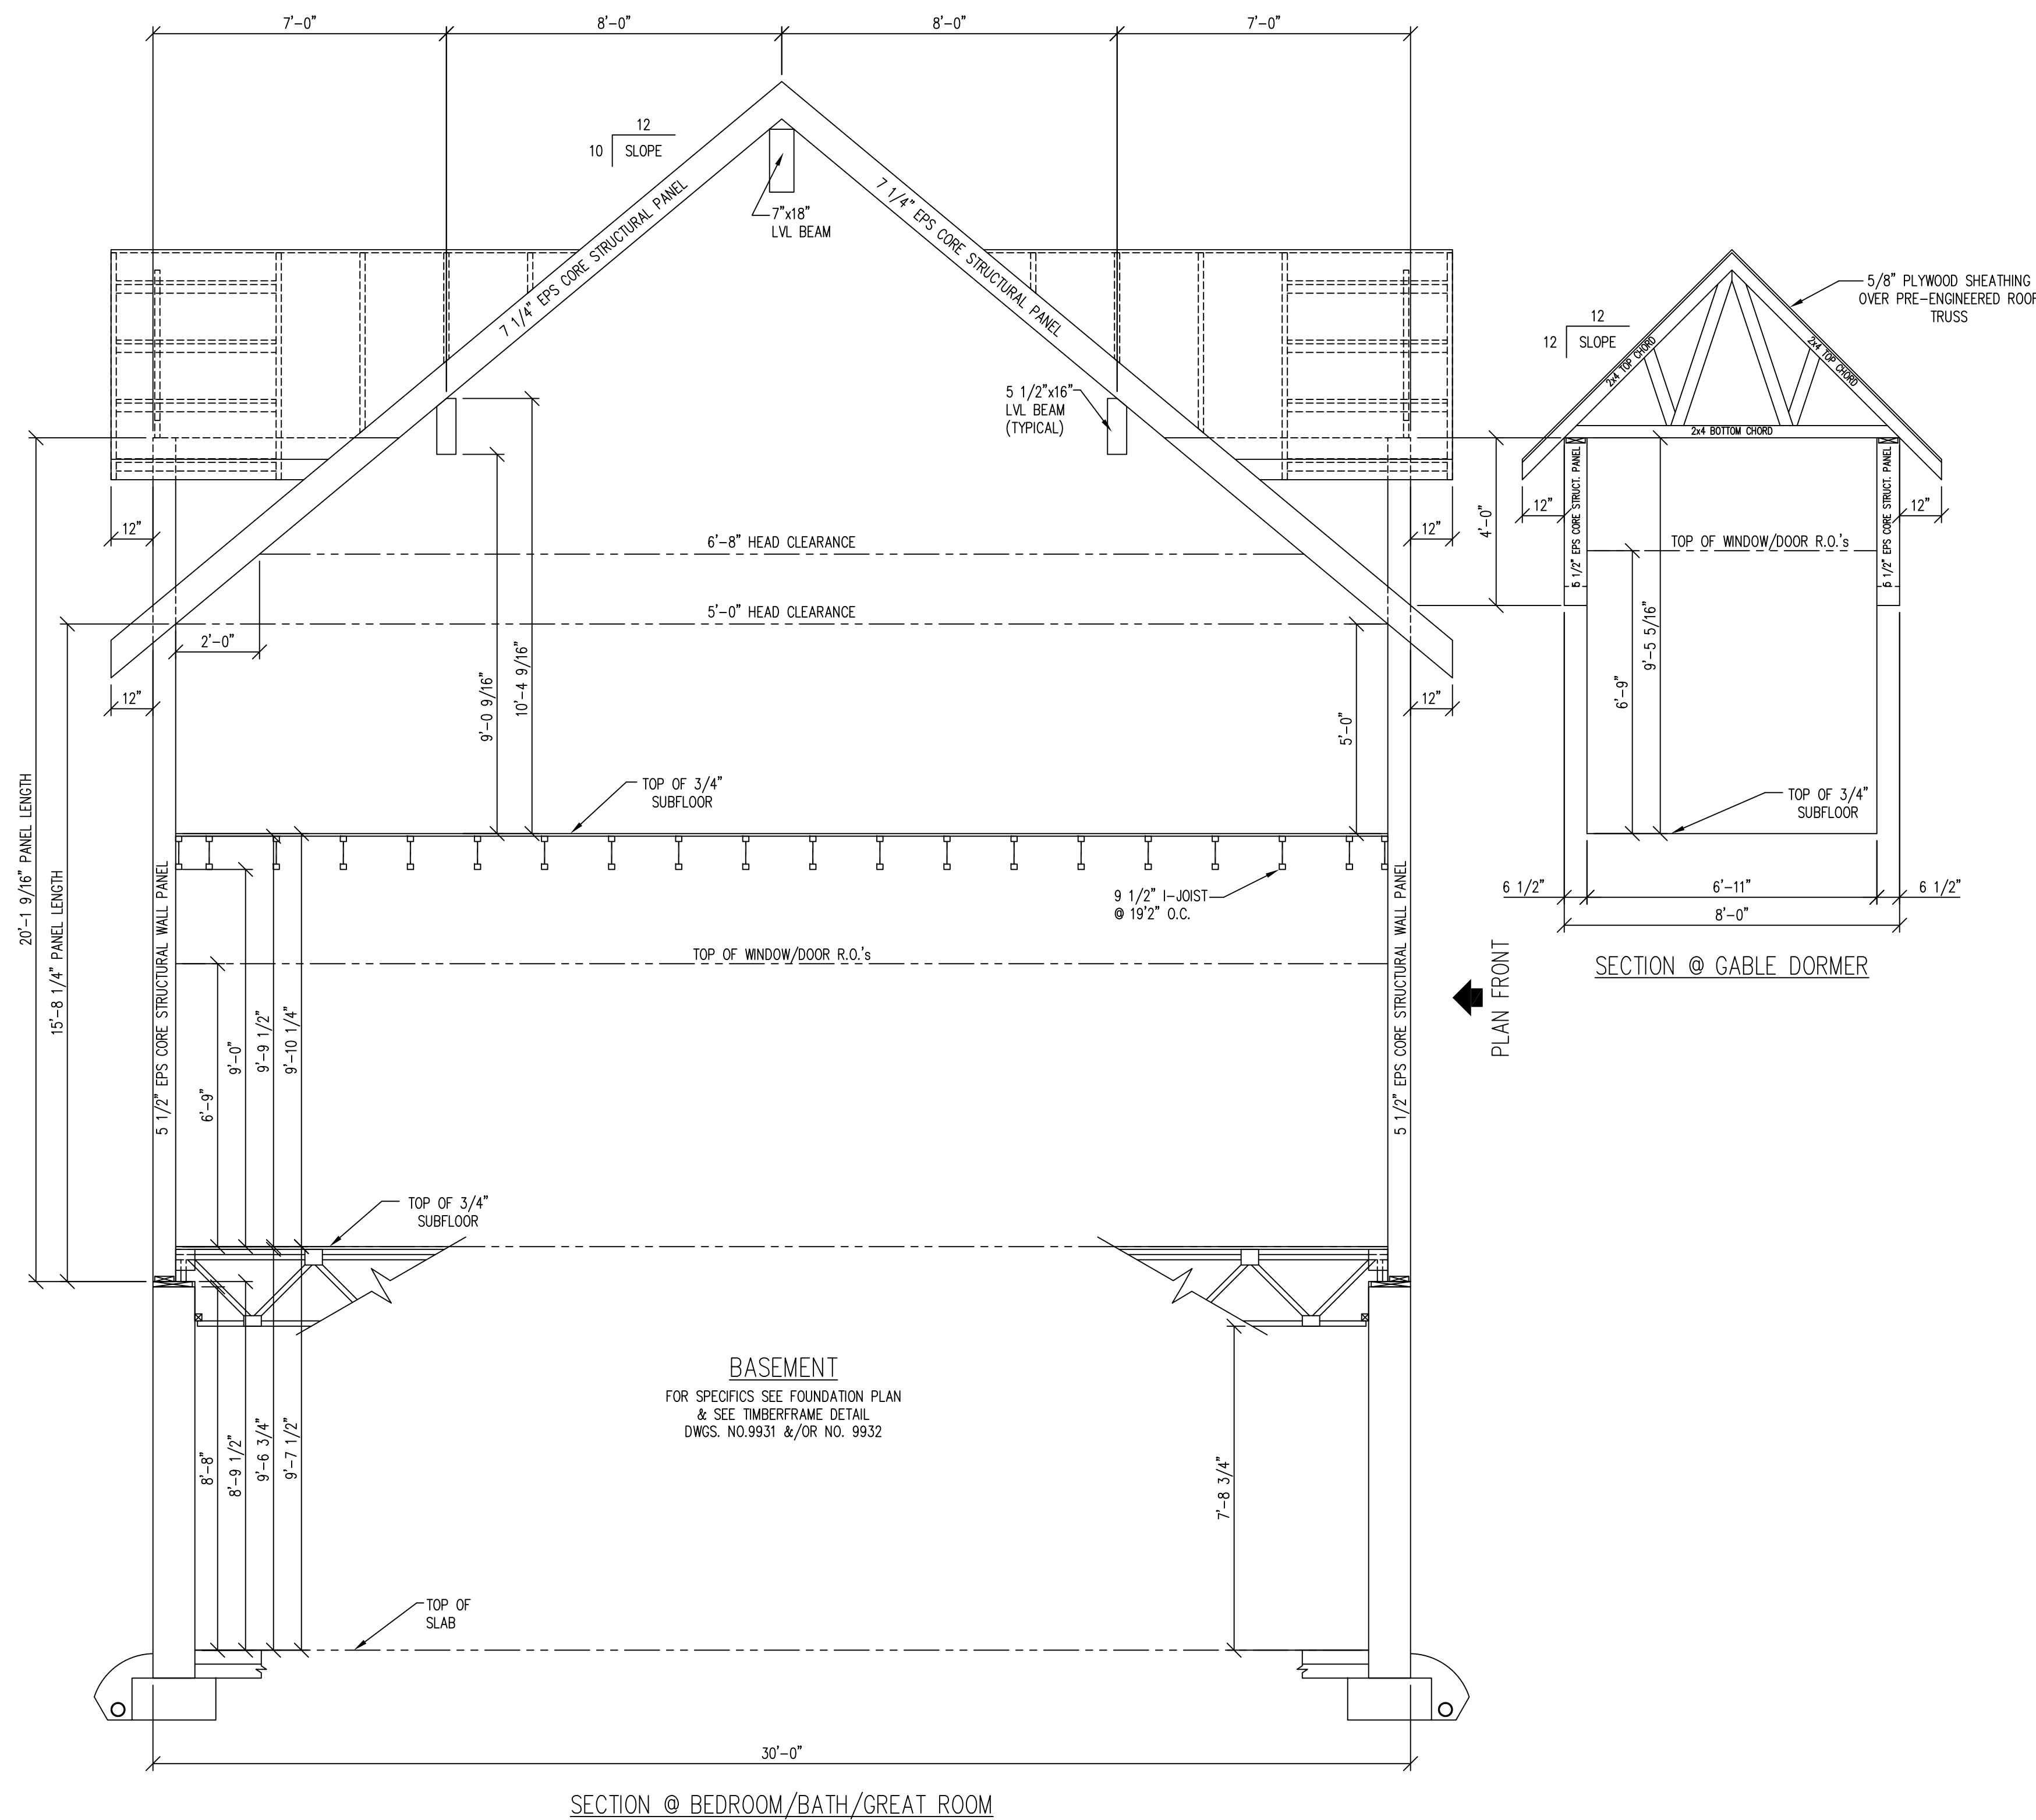 7'-0"
8'-0"
8'-0"
7'-0"
12
10 SLOPE
7 1/4" EPS CORE STRUCTURAL PANEL
7 1/4" EPS CORE STRUCTURAL PANEL
7"x18"
LVL BEAM
5 1/2"x16"
LVL BEAM
(TYPICAL)
12"
12"
6'-8" HEAD CLEARANCE
5'-0" HEAD CLEARANCE
2'-0"
12"
12"
9'-0 9/16"
10'-4 9/16"
5'-0"
4'-0"
TOP OF 3/4"
SUBFLOOR
20'-1 9/16" PANEL LENGTH
15'-8 1/4" PANEL LENGTH
5 1/2" EPS CORE STRUCTURAL WALL PANEL
5 1/2" EPS CORE STRUCTURAL WALL PANEL
9 1/2" I-JOIST
@ 19'2" O.C.
TOP OF WINDOW/DOOR R.O.'s
6'-9"
9'-0"
9'-9 1/2"
9'-10 1/4"
PLAN FRONT
TOP OF 3/4"
SUBFLOOR
BASEMENT
FOR SPECIFICS SEE FOUNDATION PLAN
& SEE TIMBERFRAME DETAIL
DWGS. NO.9931 &/OR NO. 9932
8'-8"
8'-9 1/2"
9'-6 3/4"
9'-7 1/2"
7'-8 3/4"
TOP OF
SLAB
30'-0"
SECTION @ BEDROOM/BATH/GREAT ROOM
5/8" PLYWOOD SHEATHING
OVER PRE-ENGINEERED ROOF
TRUSS
12
12 SLOPE
2x4 TOP CHORD
2x4 TOP CHORD
2x4 BOTTOM CHORD
12"
12"
5 1/2" EPS CORE STRUCT. PANEL
5 1/2" EPS CORE STRUCT. PANEL
TOP OF WINDOW/DOOR R.O.'s
6'-9"
9'-5 5/16"
TOP OF 3/4"
SUBFLOOR
6 1/2"
6'-11"
6 1/2"
8'-0"
SECTION @ GABLE DORMER